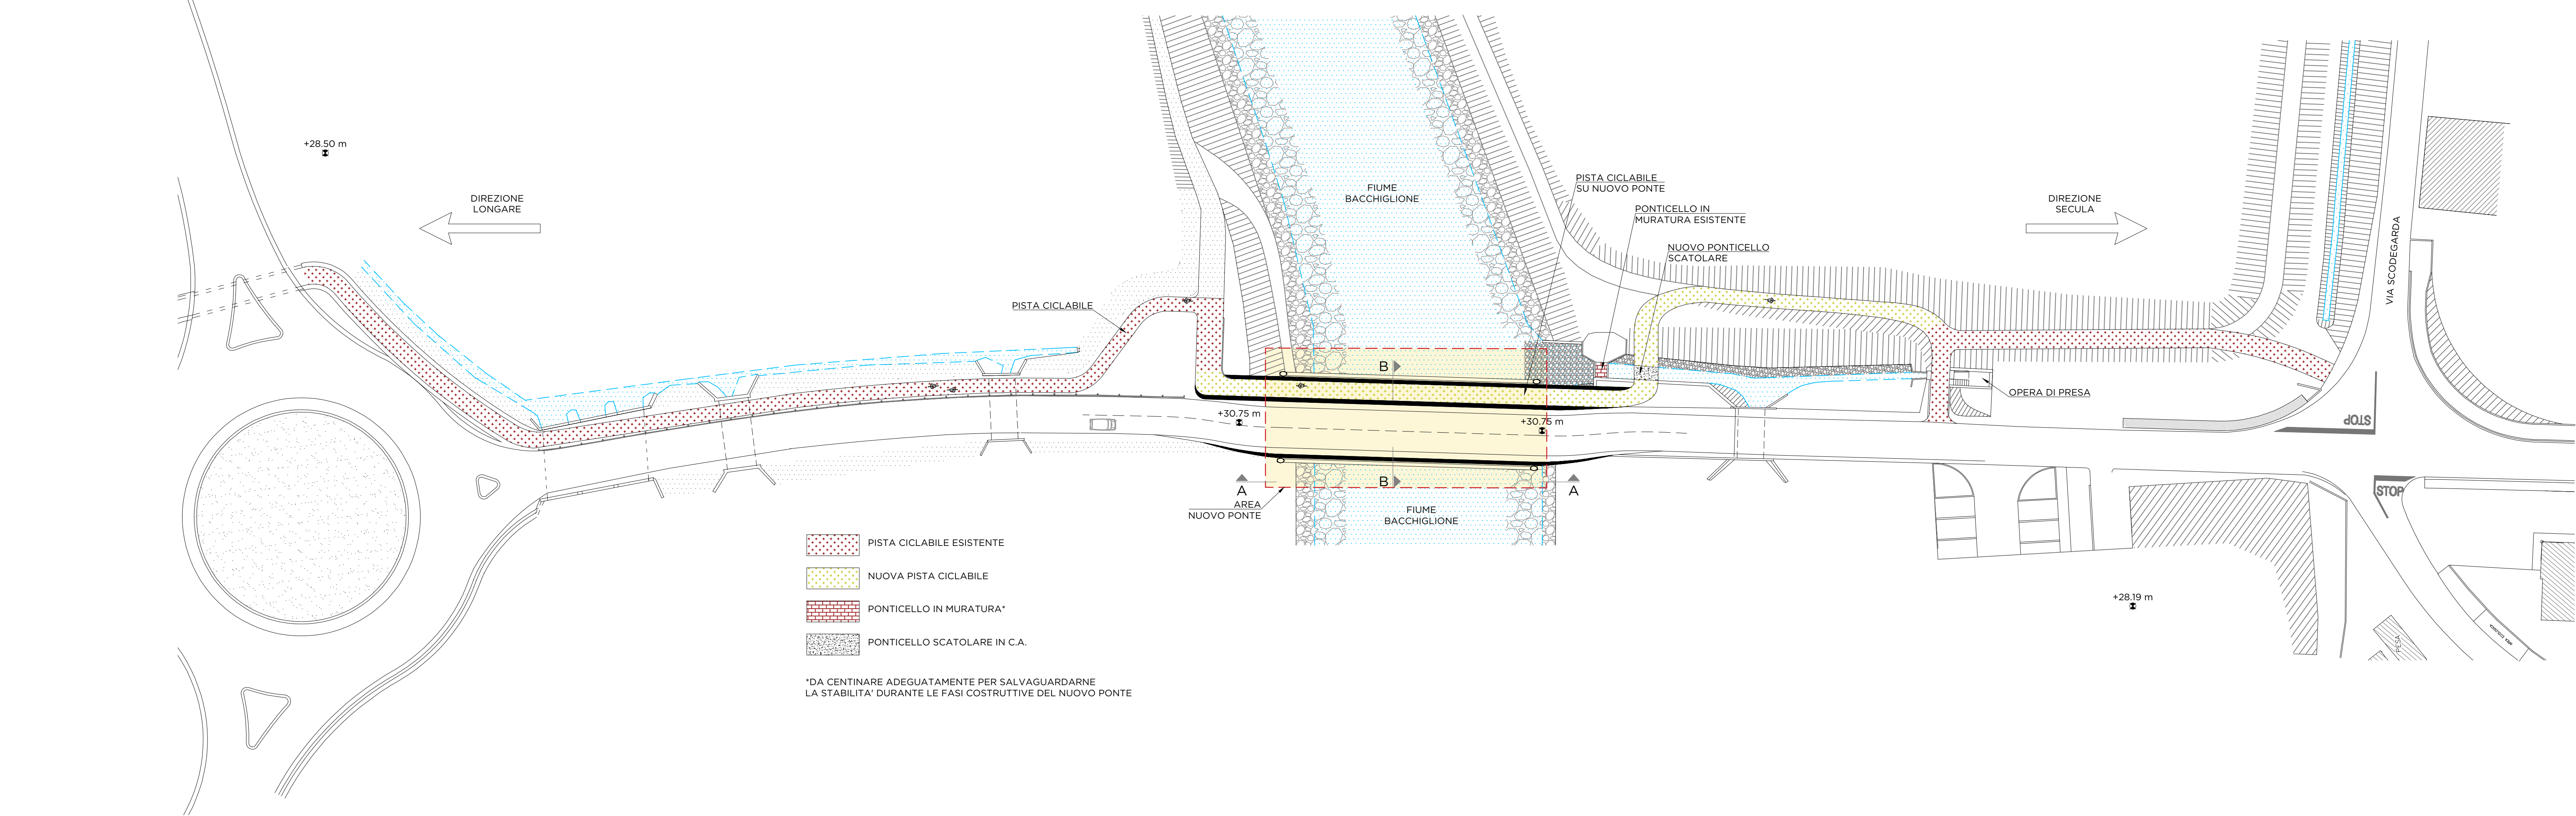 +28.50 m
DIREZIONE
LONGARE
FIUME
BACCHIGLIONE
PISTA CICLABILE
SU NUOVO PONTE
PONTICELLO IN
MURATURA ESISTENTE
NUOVO PONTICELLO
SCATOLARE
DIREZIONE
SECULA
VIA SCODEGARDA
PISTA CICLABILE
B
OPERA DI PRESA
+30.75 m
+30.75 m
STOP
B
A
A
STOP
AREA
NUOVO PONTE
FIUME
BACCHIGLIONE
PISTA CICLABILE ESISTENTE
NUOVA PISTA CICLABILE
PONTICELLO IN MURATURA*
PONTICELLO SCATOLARE IN C.A.
*DA CENTINARE ADEGUATAMENTE PER SALVAGUARDARNE
LA STABILITA' DURANTE LE FASI COSTRUTTIVE DEL NUOVO PONTE
+28.19 m
PESA